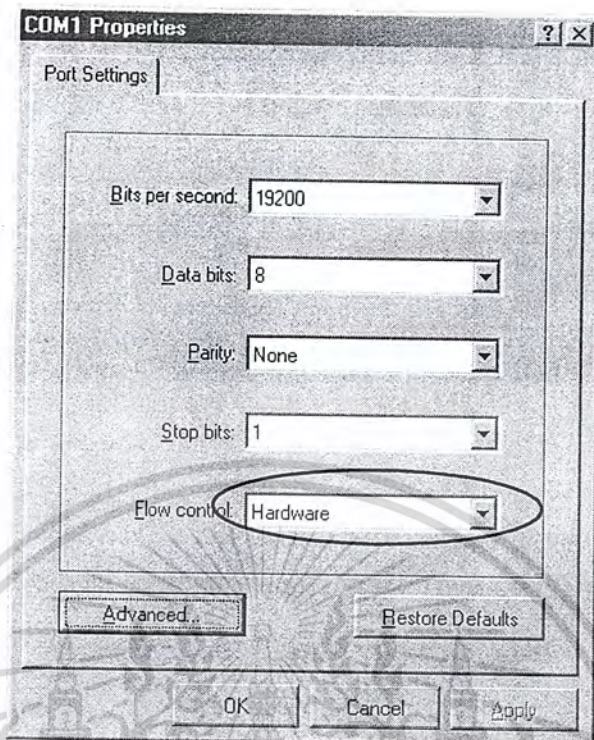 COM1 Properties
Port Settings
Bits per second: 19200
Data bits: 8
Parity: None
Stop bits: 1
Flow control: Hardware
Advanced...
Restore Defaults
OK
Cancel
Apply